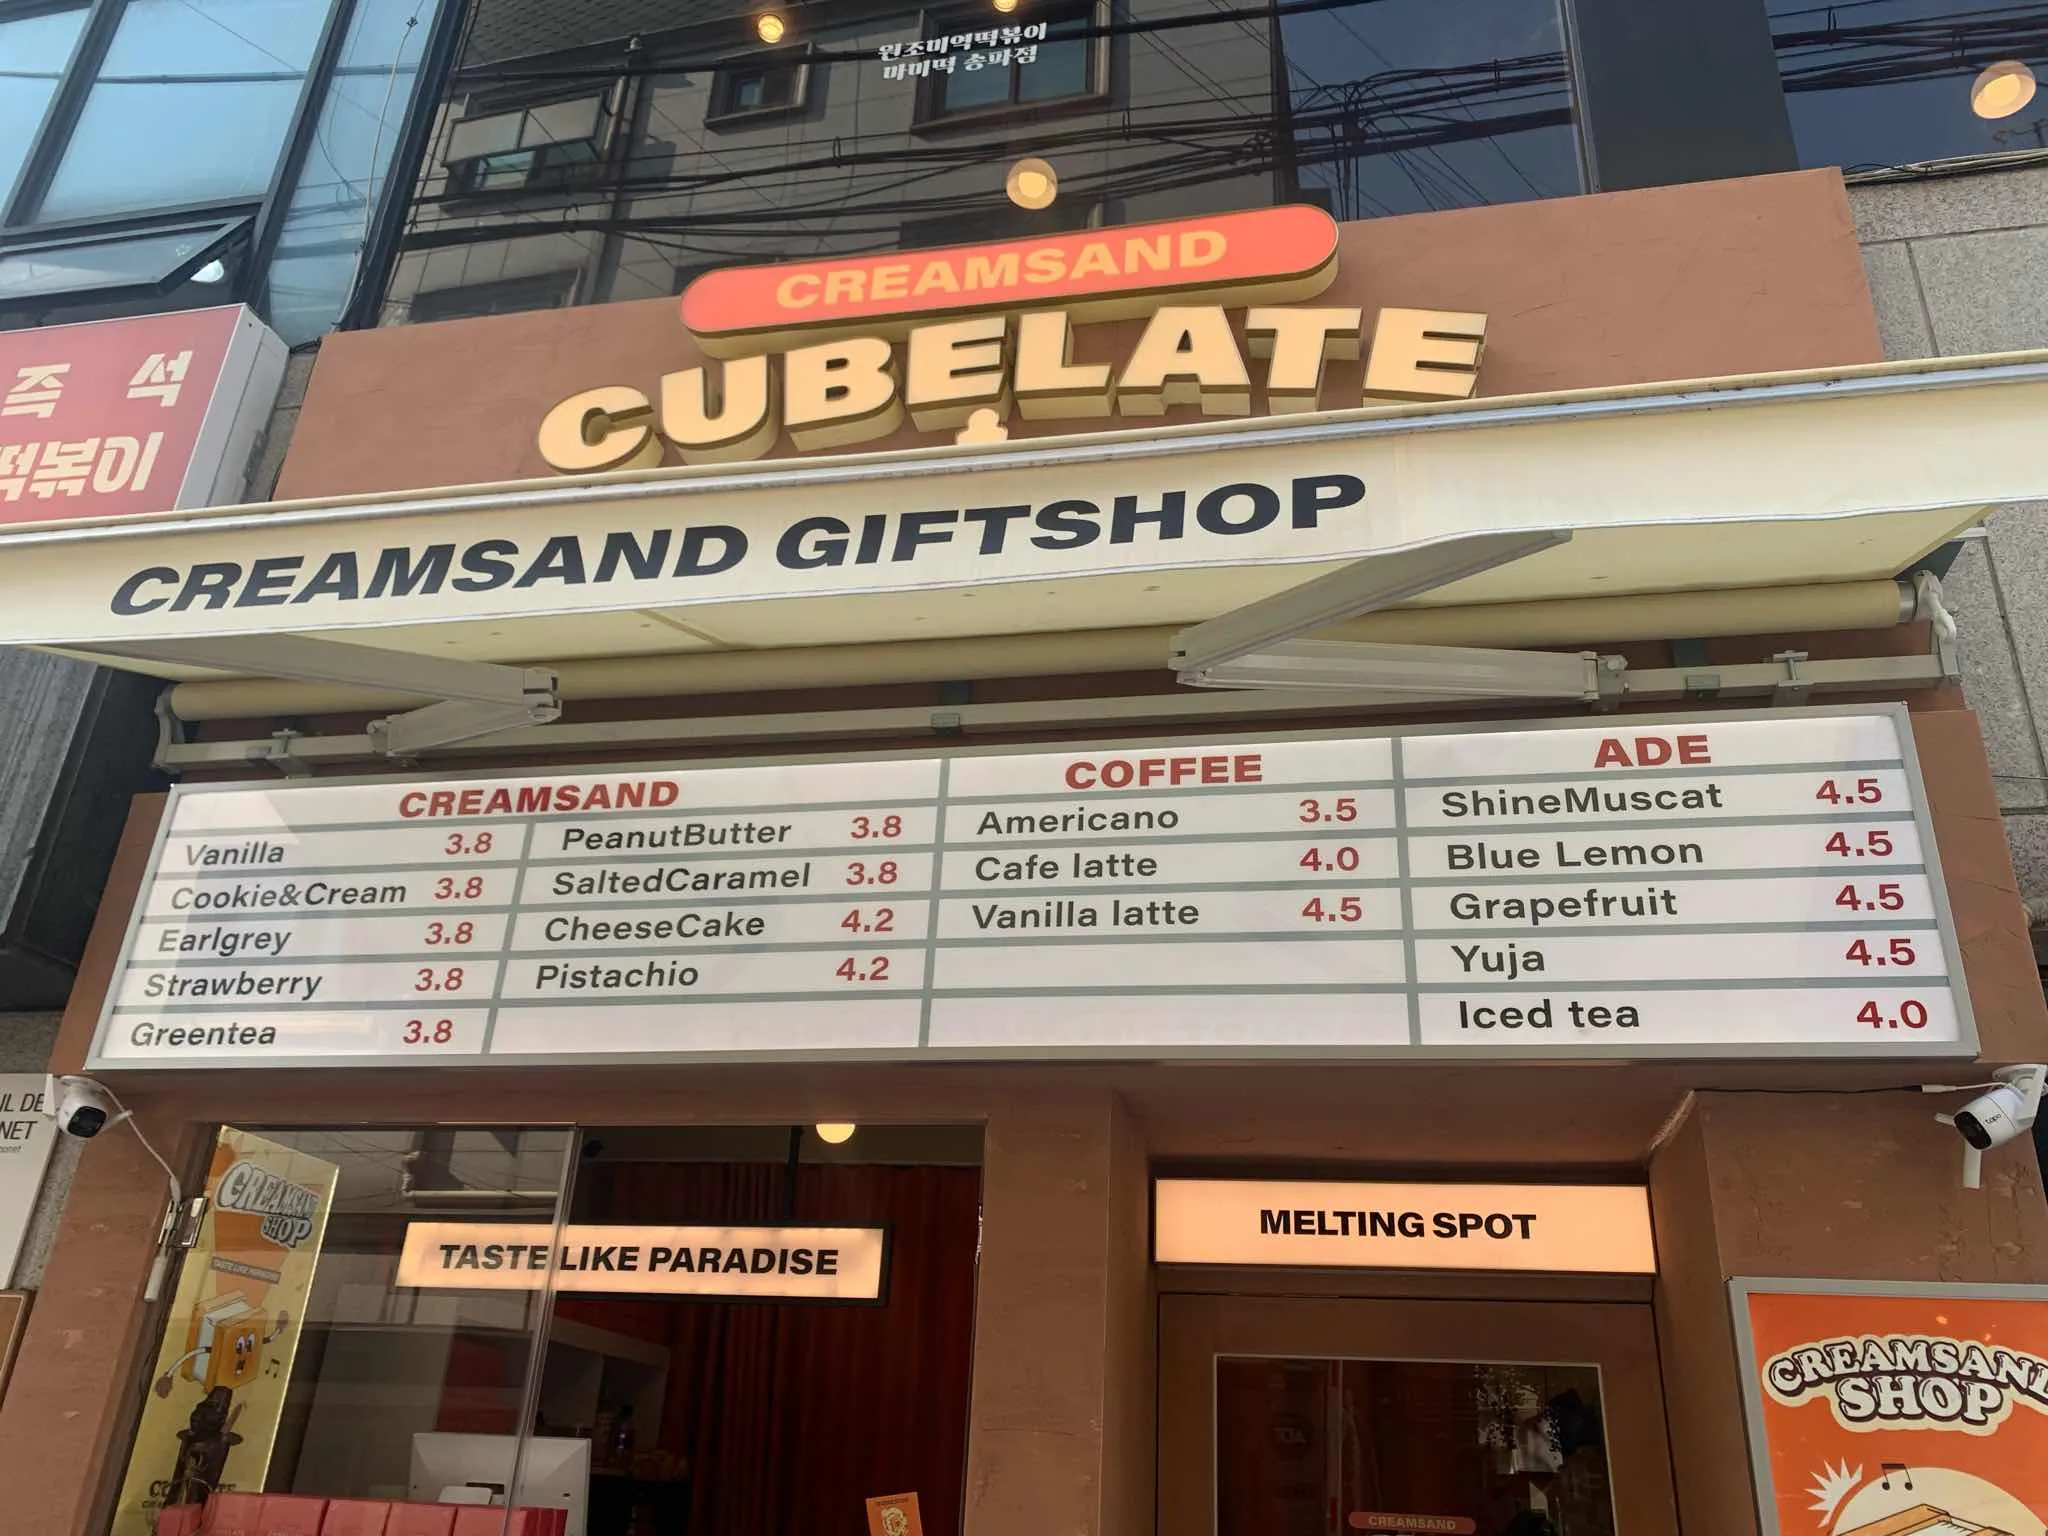 원조미역떡볶이
마미떡 송파점
즉석
떡볶이
CREAMSAND
CUBELATE
CREAMSAND GIFTSHOP
CREAMSAND
Vanilla 3.8
Cookie&Cream 3.8
Earlgrey 3.8
Strawberry 3.8
Greentea 3.8
PeanutButter 3.8
SaltedCaramel 3.8
CheeseCake 4.2
Pistachio 4.2
COFFEE
Americano 3.5
Cafe latte 4.0
Vanilla latte 4.5
ADE
ShineMuscat 4.5
Blue Lemon 4.5
Grapefruit 4.5
Yuja 4.5
Iced tea 4.0
tapo
CREAMSAND
SHOP
TASTE LIKE PARADISE
TASTE LIKE PARADISE
MELTING SPOT
CREAMSAND
SHOP
CREAMSAND